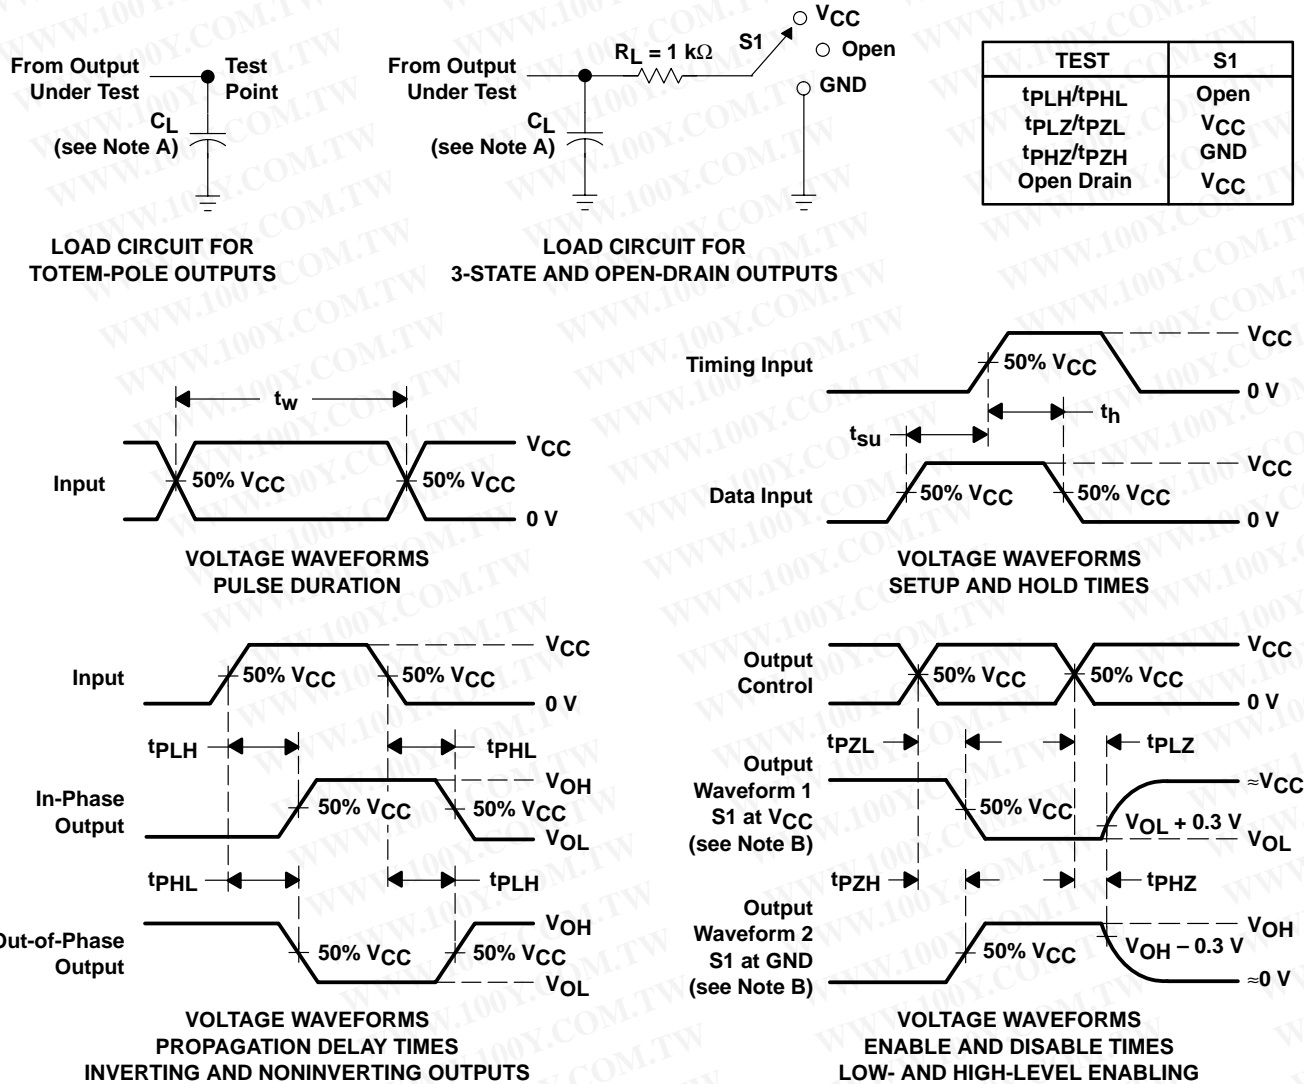 From Output
Under Test
Test
Point
CL
(see Note A)
LOAD CIRCUIT FOR
TOTEM-POLE OUTPUTS
From Output
Under Test
RL = 1 kΩ
S1
VCC
Open
GND
CL
(see Note A)
LOAD CIRCUIT FOR
3-STATE AND OPEN-DRAIN OUTPUTS
TEST S1
tPLH/tPHL Open
tPLZ/tPZL VCC
tPHZ/tPZH GND
Open Drain VCC
tw
Input
50% VCC
50% VCC
VCC
0 V
VOLTAGE WAVEFORMS
PULSE DURATION
Timing Input
50% VCC
VCC
0 V
th
tsu
Data Input
50% VCC
50% VCC
VCC
0 V
VOLTAGE WAVEFORMS
SETUP AND HOLD TIMES
Input
50% VCC
50% VCC
VCC
0 V
tPLH
tPHL
In-Phase
Output
50% VCC
50% VCC
VOH
VOL
tPHL
tPLH
Out-of-Phase
Output
50% VCC
50% VCC
VOH
VOL
VOLTAGE WAVEFORMS
PROPAGATION DELAY TIMES
INVERTING AND NONINVERTING OUTPUTS
Output
Control
50% VCC
50% VCC
VCC
0 V
tPZL
tPLZ
Output
Waveform 1
S1 at VCC
(see Note B)
50% VCC
≈VCC
VOL + 0.3 V
VOL
tPZH
tPHZ
Output
Waveform 2
S1 at GND
(see Note B)
50% VCC
VOH
VOH − 0.3 V
≈0 V
VOLTAGE WAVEFORMS
ENABLE AND DISABLE TIMES
LOW- AND HIGH-LEVEL ENABLING
WWW.100Y.COM.TW